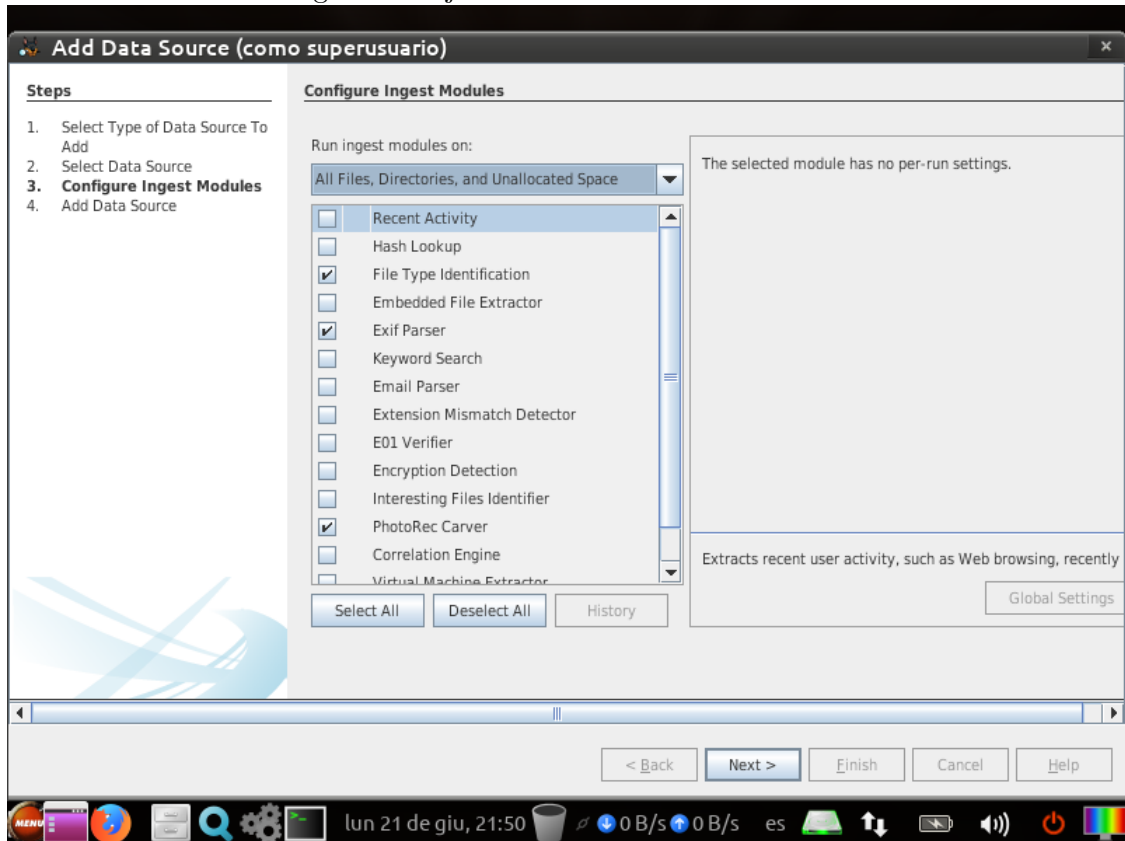 Add Data Source (como superusuario)
Steps
1. Select Type of Data Source To
Add
2. Select Data Source
3. Configure Ingest Modules
4. Add Data Source
Configure Ingest Modules
Run ingest modules on:
All Files, Directories, and Unallocated Space
Recent Activity
Hash Lookup
File Type Identification
Embedded File Extractor
Exif Parser
Keyword Search
Email Parser
Extension Mismatch Detector
E01 Verifier
Encryption Detection
Interesting Files Identifier
PhotoRec Carver
Correlation Engine
Virtual Machine Extractor
Select All Deselect All History
The selected module has no per-run settings.
Extracts recent user activity, such as Web browsing, recently
Global Settings
< Back Next > Finish Cancel Help
MENU lun 21 de giu, 21:50 0 B/s 0 B/s es